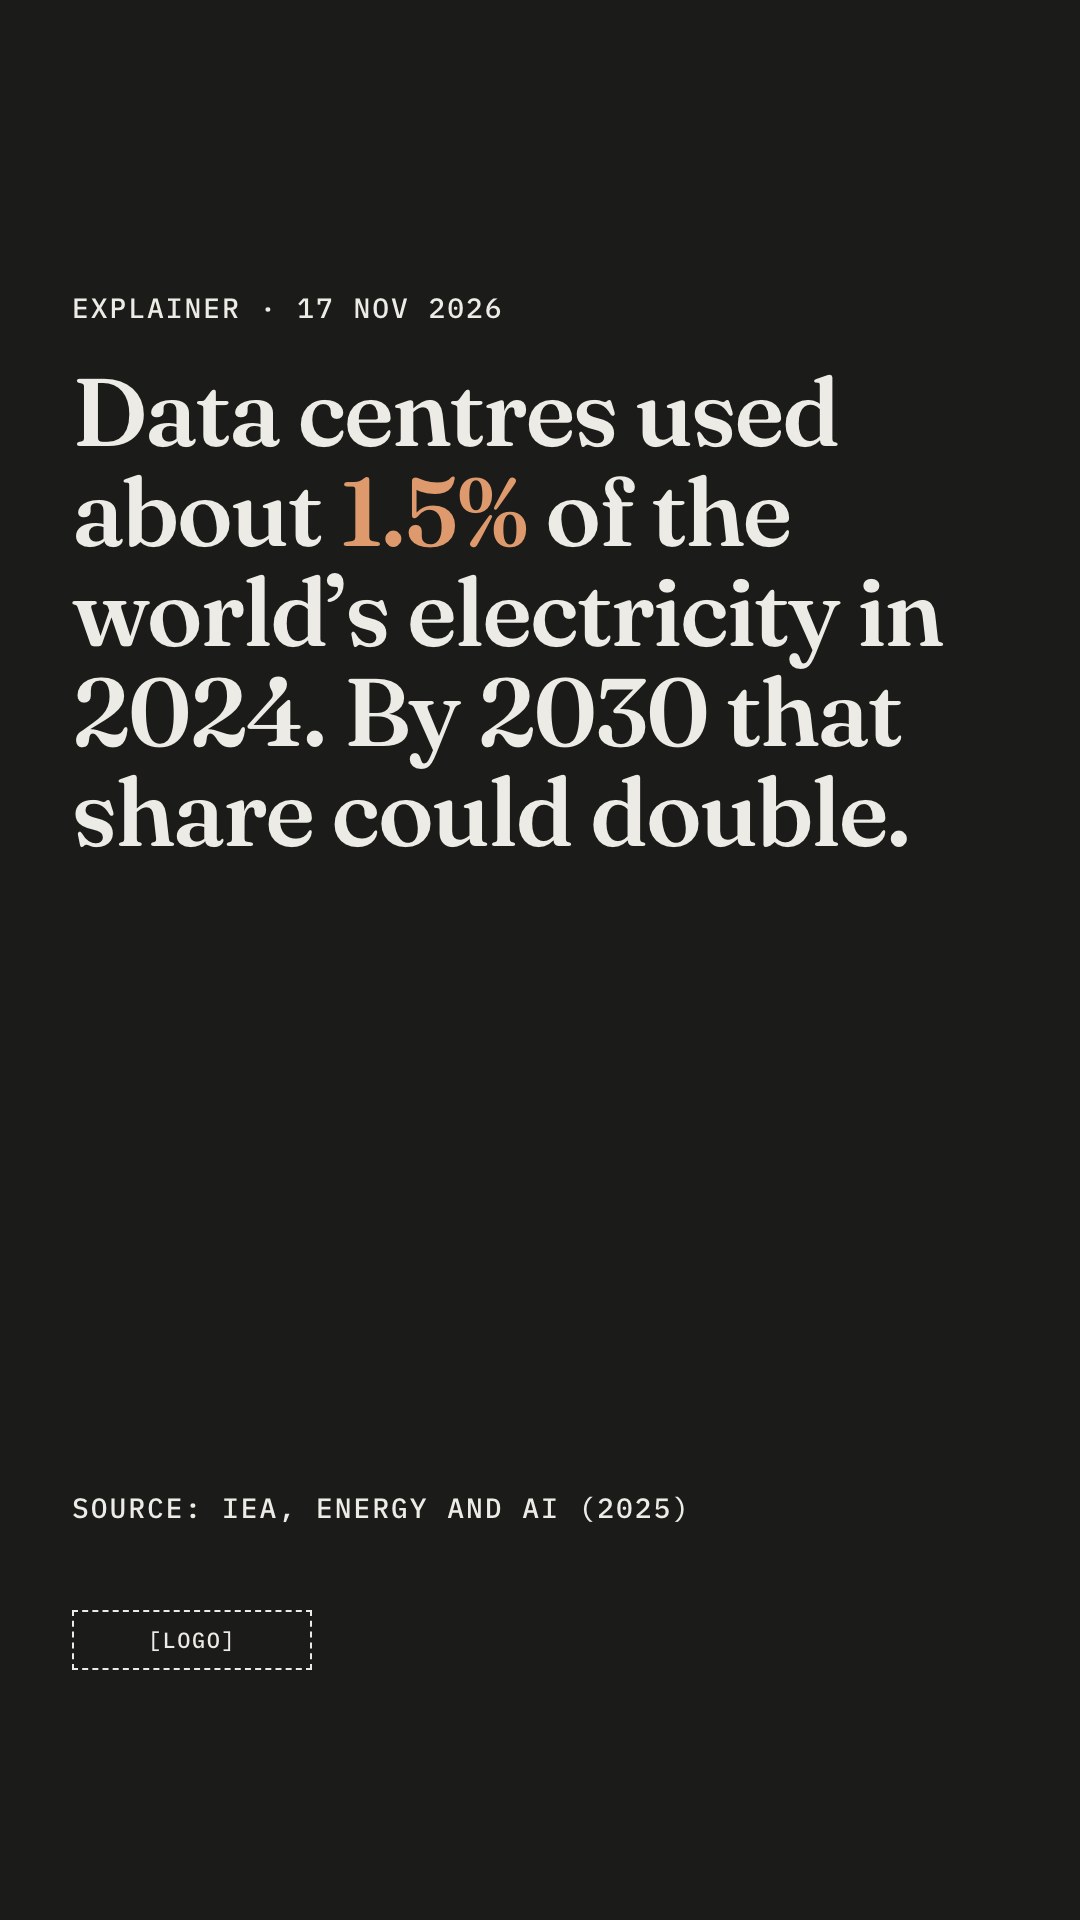 EXPLAINER · 17 NOV 2026
Data centres used
about 1.5% of the
world’s electricity in
2024. By 2030 that
share could double.
SOURCE: IEA, ENERGY AND AI (2025)
[LOGO]